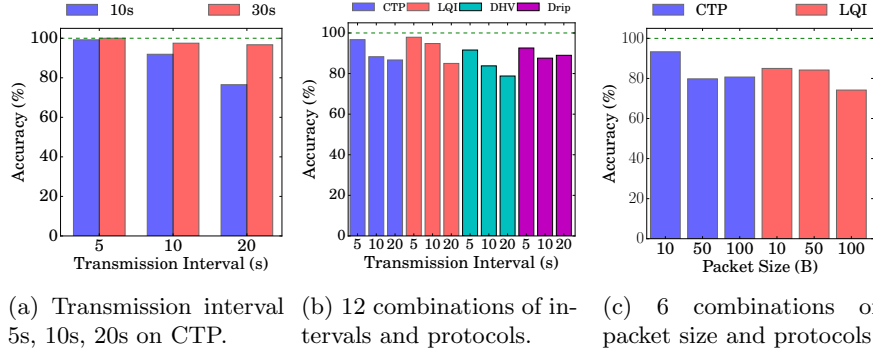 10s 30s
100
80
60
40
20
0
Accuracy (%)
5 10 20
Transmission Interval (s)
(a) Transmission interval
5s, 10s, 20s on CTP.
CTP LQI DHV Drip
100
80
60
40
20
0
Accuracy (%)
5 10 20 5 10 20 5 10 20 5 10 20
Transmission Interval (s)
(b) 12 combinations of in-
tervals and protocols.
CTP LQI
100
80
60
40
20
0
Accuracy (%)
10 50 100 10 50 100
Packet Size (B)
(c) 6 combinations of
packet size and protocols